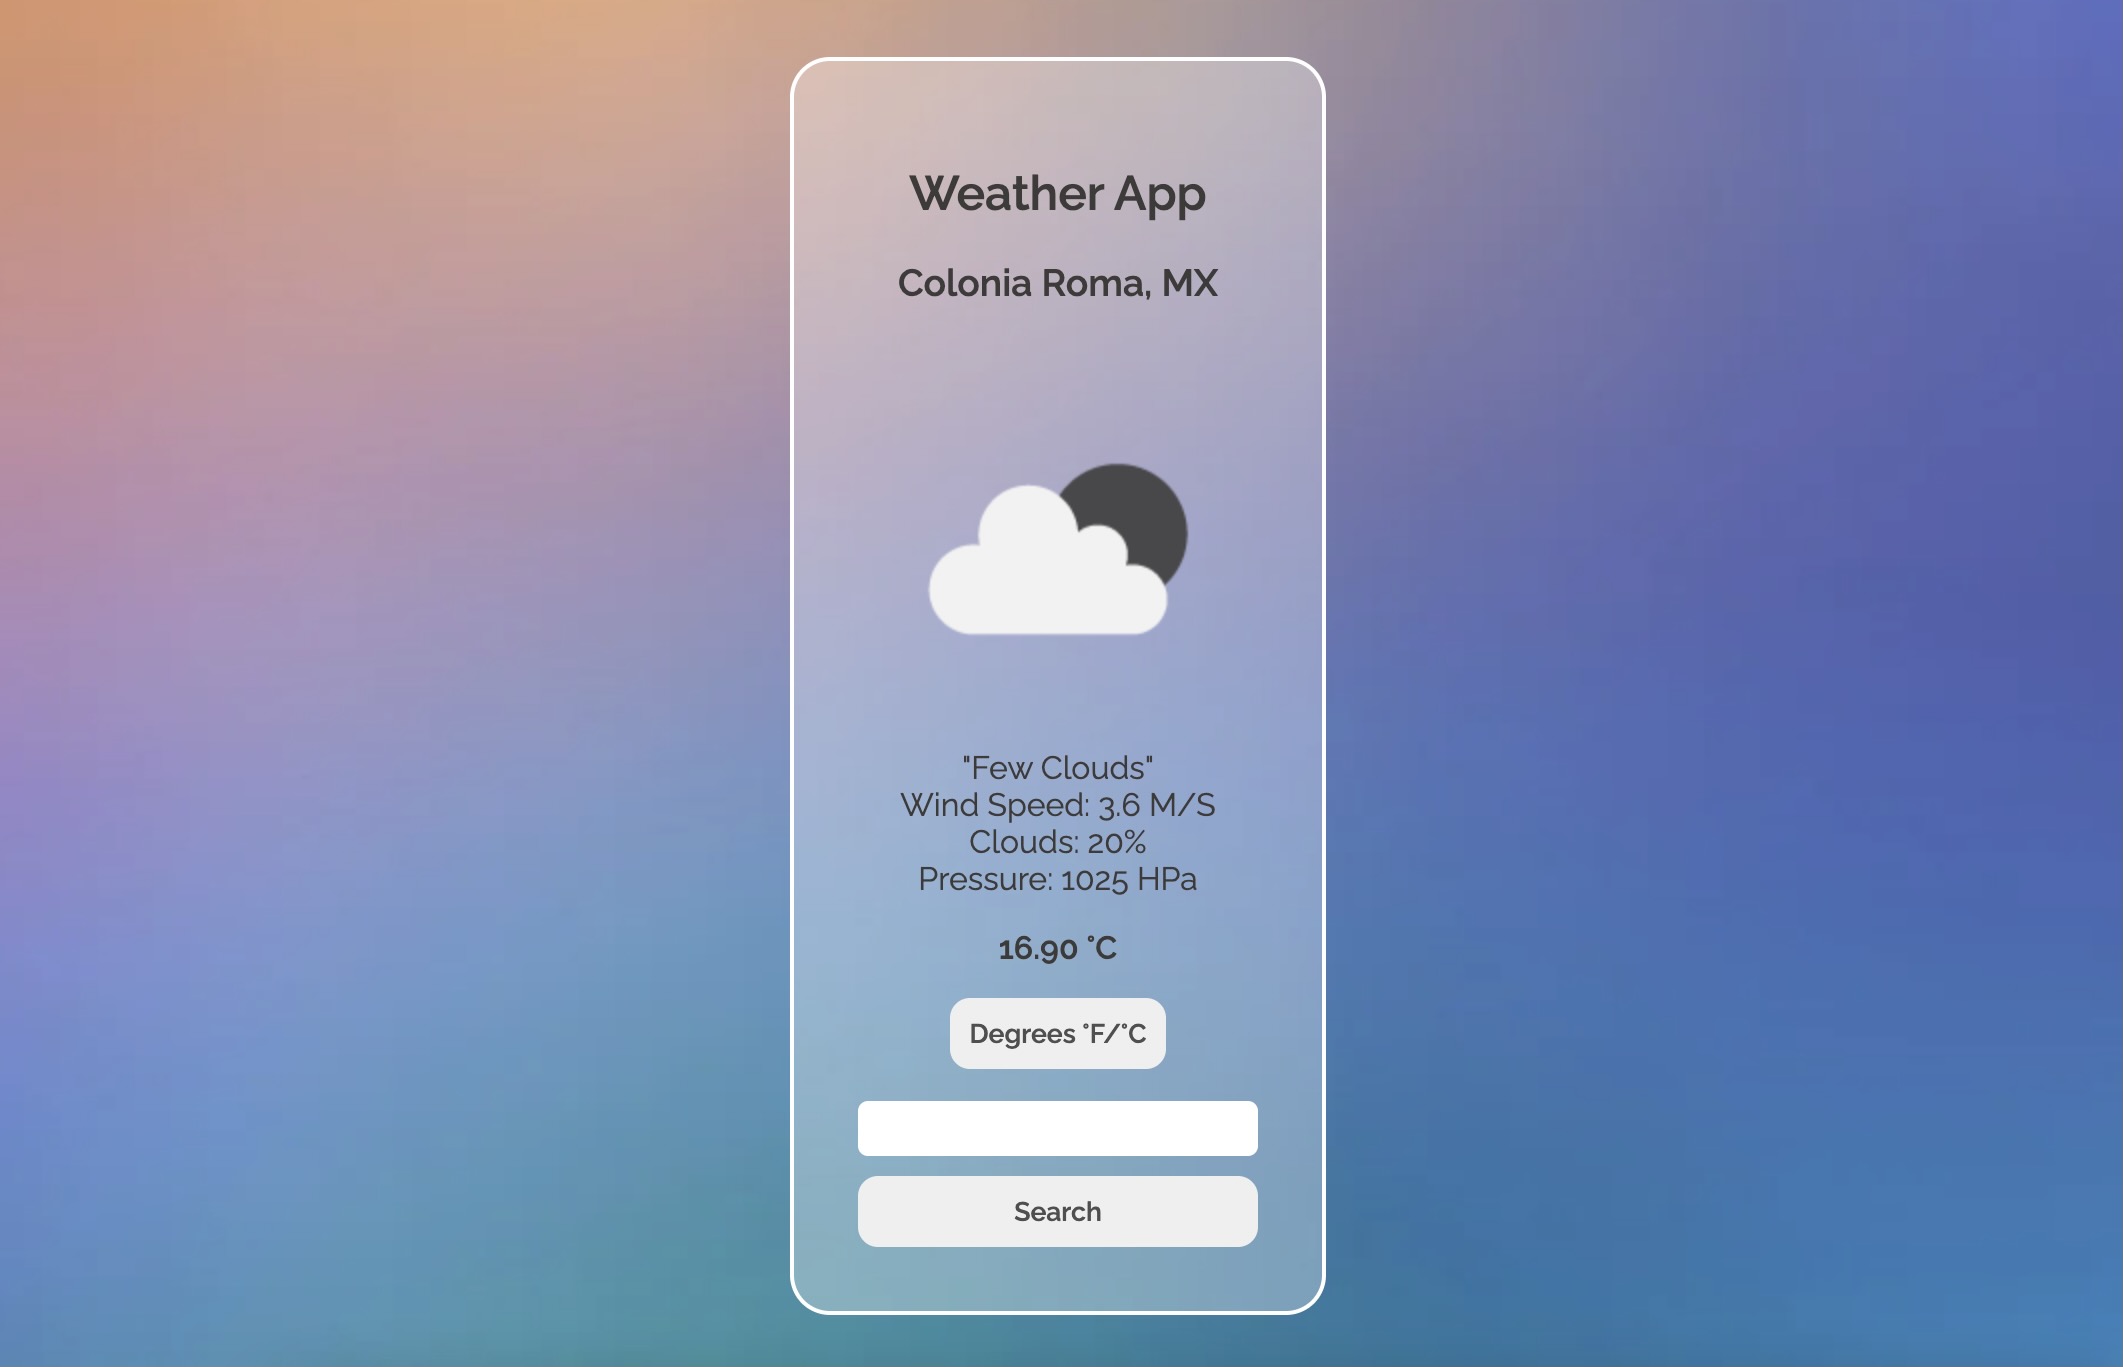 Weather App
Colonia Roma, MX
"Few Clouds"
Wind Speed: 3.6 M/S
Clouds: 20%
Pressure: 1025 HPa
16.90 °C
Degrees °F/°C
Search